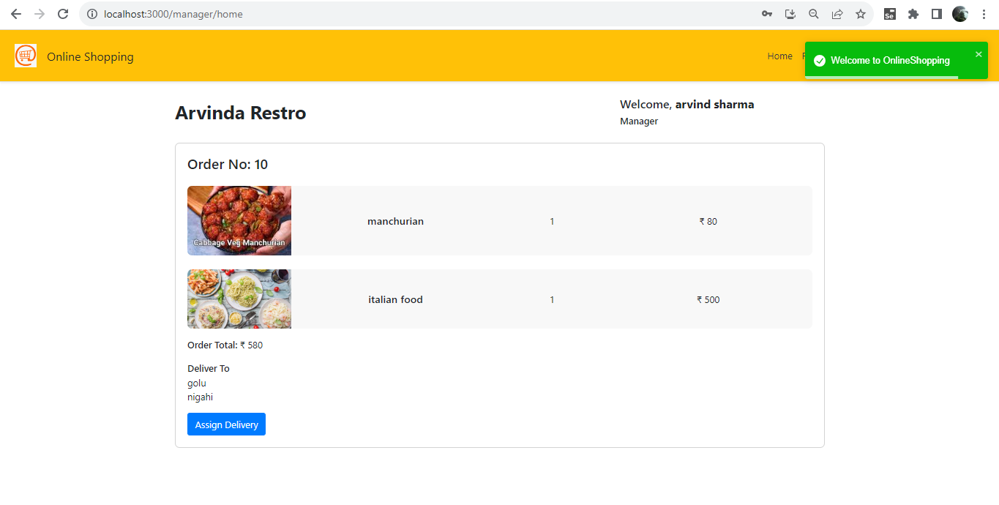 localhost:3000/manager/home
Se
Online Shopping
Home
Welcome to OnlineShopping
Arvinda Restro
Welcome, arvind sharma
Manager
Order No: 10
Cabbage Veg Manchurian
manchurian 1 ₹ 80
italian food 1 ₹ 500
Order Total: ₹ 580
Deliver To
golu
nigahi
Assign Delivery